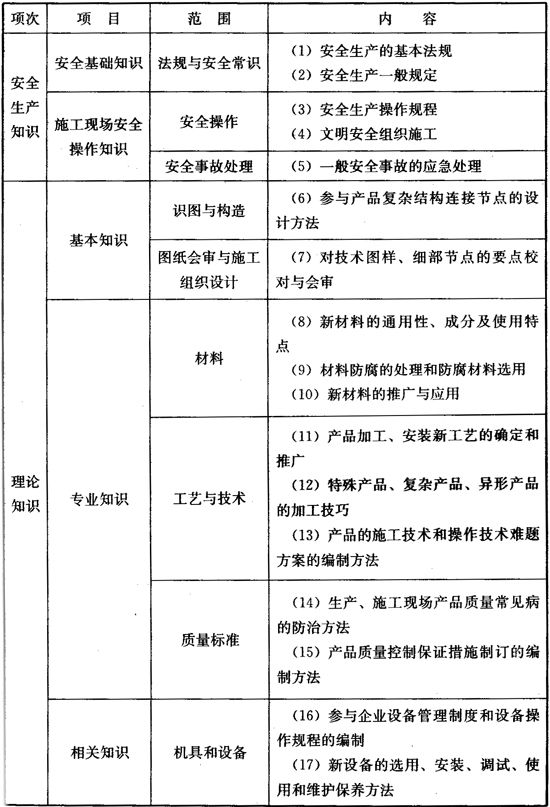 项次 项目 范围 内容
安全
生产
知识
安全基础知识
法规与安全常识
（1）安全生产的基本法规
（2）安全生产一般规定
施工现场安全
操作知识
安全操作
（3）安全生产操作规程
（4）文明安全组织施工
安全事故处理
（5）一般安全事故的应急处理
理论
知识
基本知识
识图与构造
（6）参与产品复杂结构连接节点的设
计方法
图纸会审与施工
组织设计
（7）对技术图样、细部节点的要点校
对与会审
专业知识
材料
（8）新材料的通用性、成分及使用特
点
（9）材料防腐的处理和防腐材料选用
（10）新材料的推广与应用
工艺与技术
（11）产品加工、安装新工艺的确定和
推广
（12）特殊产品、复杂产品、异形产品
的加工技巧
（13）产品的施工技术和操作技术难题
方案的编制方法
质量标准
（14）生产、施工现场产品质量常见病
的防治方法
（15）产品质量控制保证措施制订的编
制方法
相关知识
机具和设备
（16）参与企业设备管理制度和设备操
作规程的编制
（17）新设备的选用、安装、调试、使
用和维护保养方法